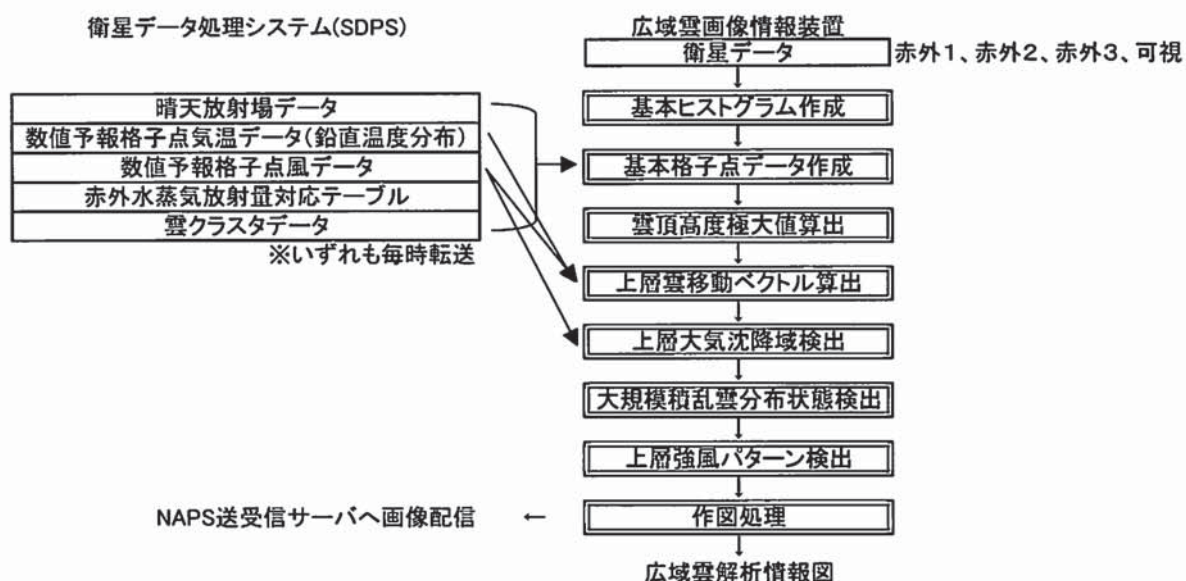 衛星データ処理システム(SDPS)
広域雲画像情報装置
衛星データ
赤外1、赤外2、赤外3、可視
晴天放射場データ
数値予報格子点気温データ(鉛直温度分布)
数値予報格子点風データ
赤外水蒸気放射量対応テーブル
雲クラスタデータ
※いずれも毎時転送
基本ヒストグラム作成
基本格子点データ作成
雲頂高度極大値算出
上層雲移動ベクトル算出
上層大気沈降域検出
大規模積乱雲分布状態検出
上層強風パターン検出
作図処理
NAPS送受信サーバへ画像配信 ←
広域雲解析情報図